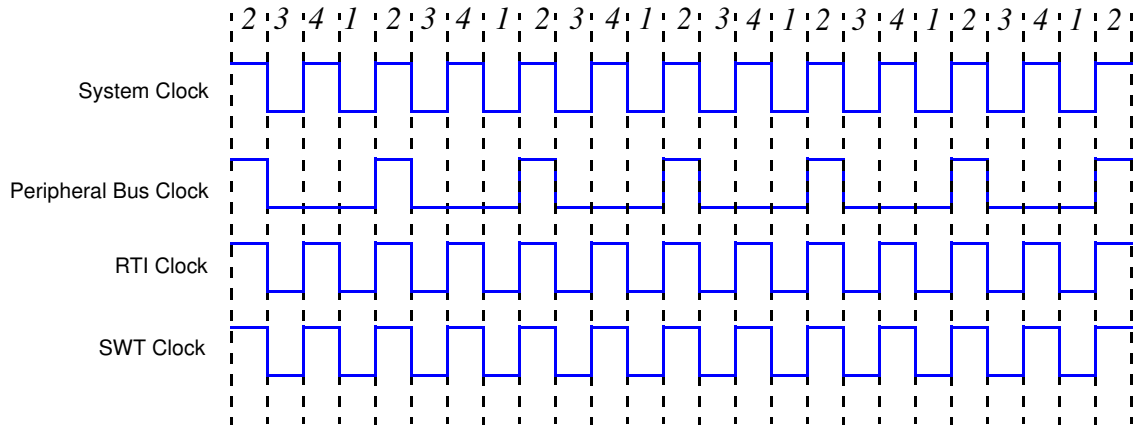 2 3 4 1 2 3 4 1 2 3 4 1 2 3 4 1 2 3 4 1 2 3 4 1 2
System Clock
Peripheral Bus Clock
RTI Clock
SWT Clock